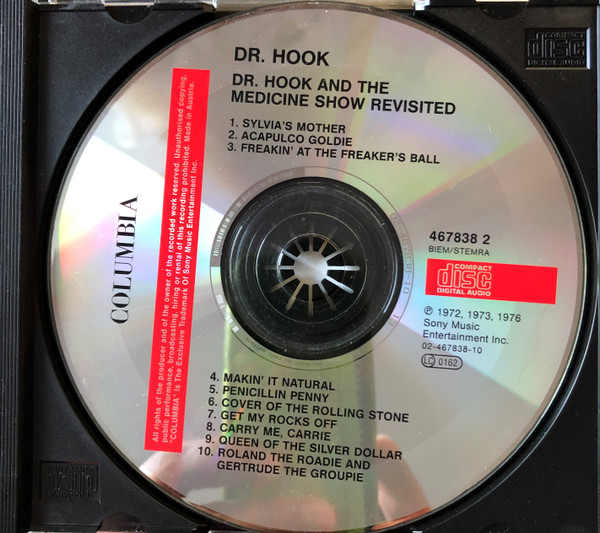 DR. HOOK
DR. HOOK AND THE
MEDICINE SHOW REVISITED
1. SYLVIA'S MOTHER
2. ACAPULCO GOLDIE
3. FREAKIN' AT THE FREAKER'S BALL
COMPACT
disc
DIGITAL AUDIO
COLUMBIA
All rights of the producer and of the owner of the recorded work reserved. Unauthorised copying,
public performance, broadcasting, hiring or rental of this recording prohibited. Made in Austria.
"COLUMBIA" is The Exclusive Trademark Of Sony Music Entertainment Inc.
467838 2
BIEM/STEMRA
COMPACT
disc
DIGITAL AUDIO
℗ 1972, 1973, 1976
Sony Music
Entertainment Inc.
02-467838-10
LC 0162
4. MAKIN' IT NATURAL
5. PENICILLIN PENNY
6. COVER OF THE ROLLING STONE
7. GET MY ROCKS OFF
8. CARRY ME, CARRIE
9. QUEEN OF THE SILVER DOLLAR
10. ROLAND THE ROADIE AND
GERTRUDE THE GROUPIE